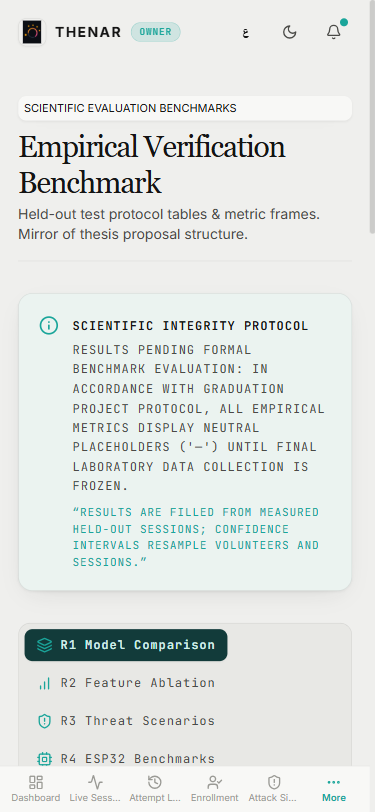 THENAR OWNER ع
SCIENTIFIC EVALUATION BENCHMARKS
Empirical Verification
Benchmark
Held-out test protocol tables & metric frames.
Mirror of thesis proposal structure.
SCIENTIFIC INTEGRITY PROTOCOL
RESULTS PENDING FORMAL
BENCHMARK EVALUATION: IN
ACCORDANCE WITH GRADUATION
PROJECT PROTOCOL, ALL EMPIRICAL
METRICS DISPLAY NEUTRAL
PLACEHOLDERS ('—') UNTIL FINAL
LABORATORY DATA COLLECTION IS
FROZEN.
“RESULTS ARE FILLED FROM MEASURED
HELD-OUT SESSIONS; CONFIDENCE
INTERVALS RESAMPLE VOLUNTEERS AND
SESSIONS.”
R1 Model Comparison
R2 Feature Ablation
R3 Threat Scenarios
R4 ESP32 Benchmarks
Dashboard Live Sess... Attempt L... Enrollment Attack Si... More